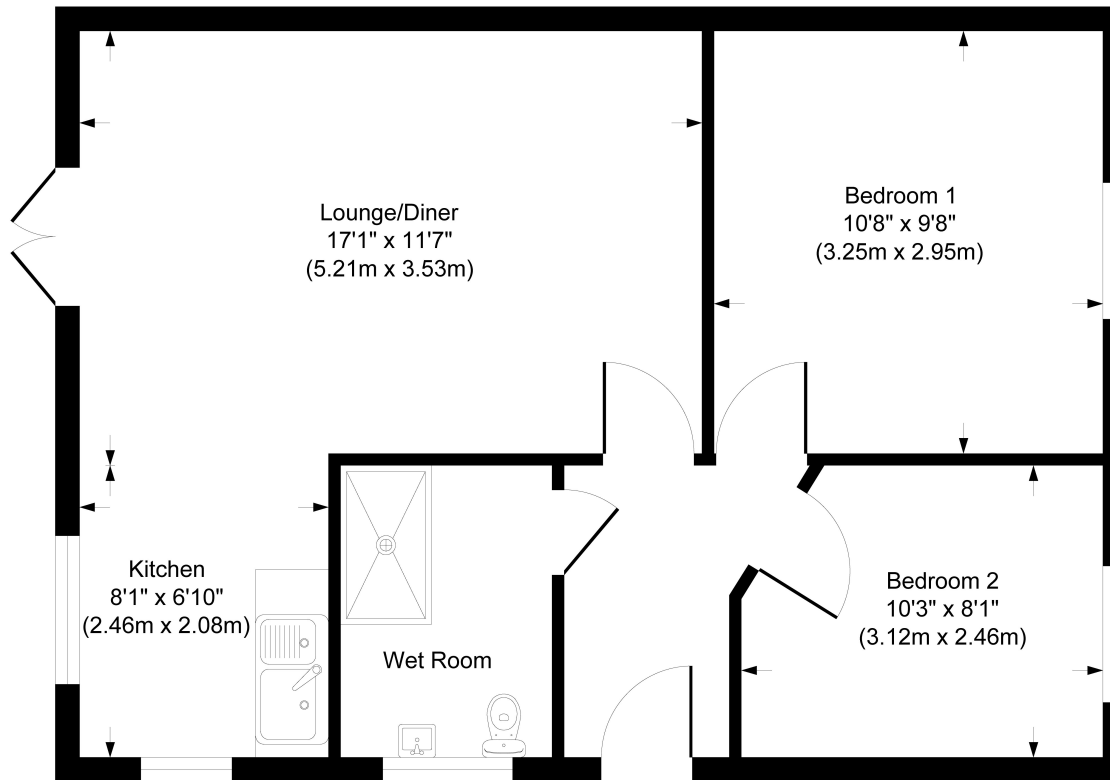 Lounge/Diner
17'1" x 11'7"
(5.21m x 3.53m)
Bedroom 1
10'8" x 9'8"
(3.25m x 2.95m)
Kitchen
8'1" x 6'10"
(2.46m x 2.08m)
Wet Room
Bedroom 2
10'3" x 8'1"
(3.12m x 2.46m)